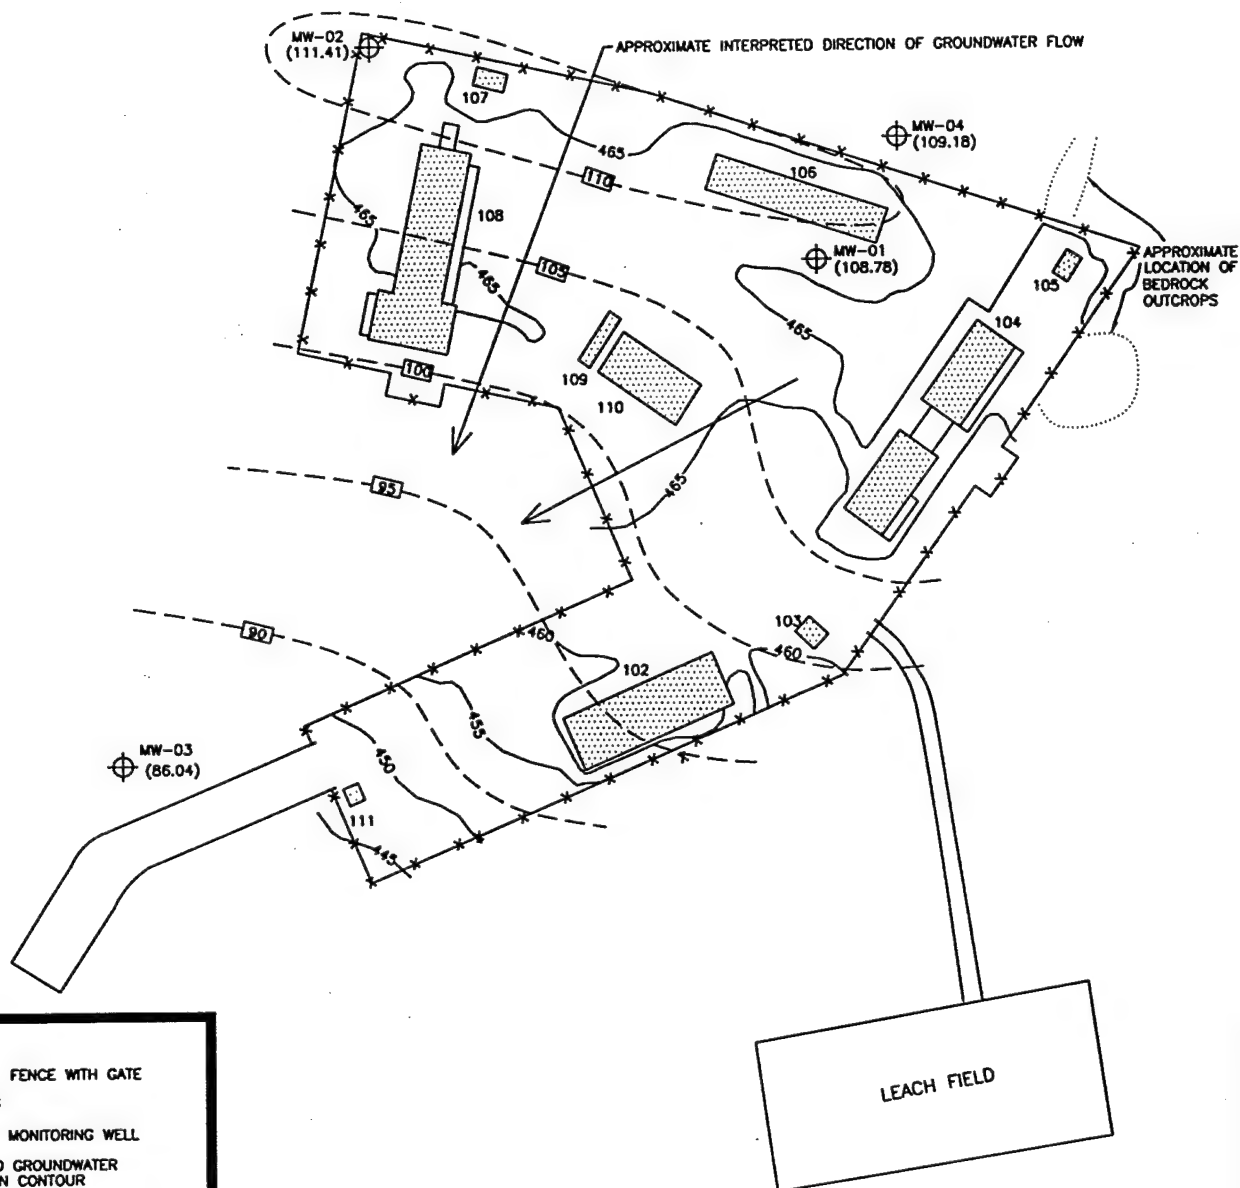 MW-02
(111.41)
APPROXIMATE INTERPRETED DIRECTION OF GROUNDWATER FLOW
107
MW-04
(109.18)
465
106
110
465
108
MW-01
(108.78)
APPROXIMATE
LOCATION OF
BEDROCK
OUTCROPS
105
105
465
465
104
100
109
110
95
465
90
460
103
460
102
455
MW-03
(86.04)
450
111
445
LEACH FIELD
FENCE WITH GATE
MONITORING WELL
GROUNDWATER
CONTOUR